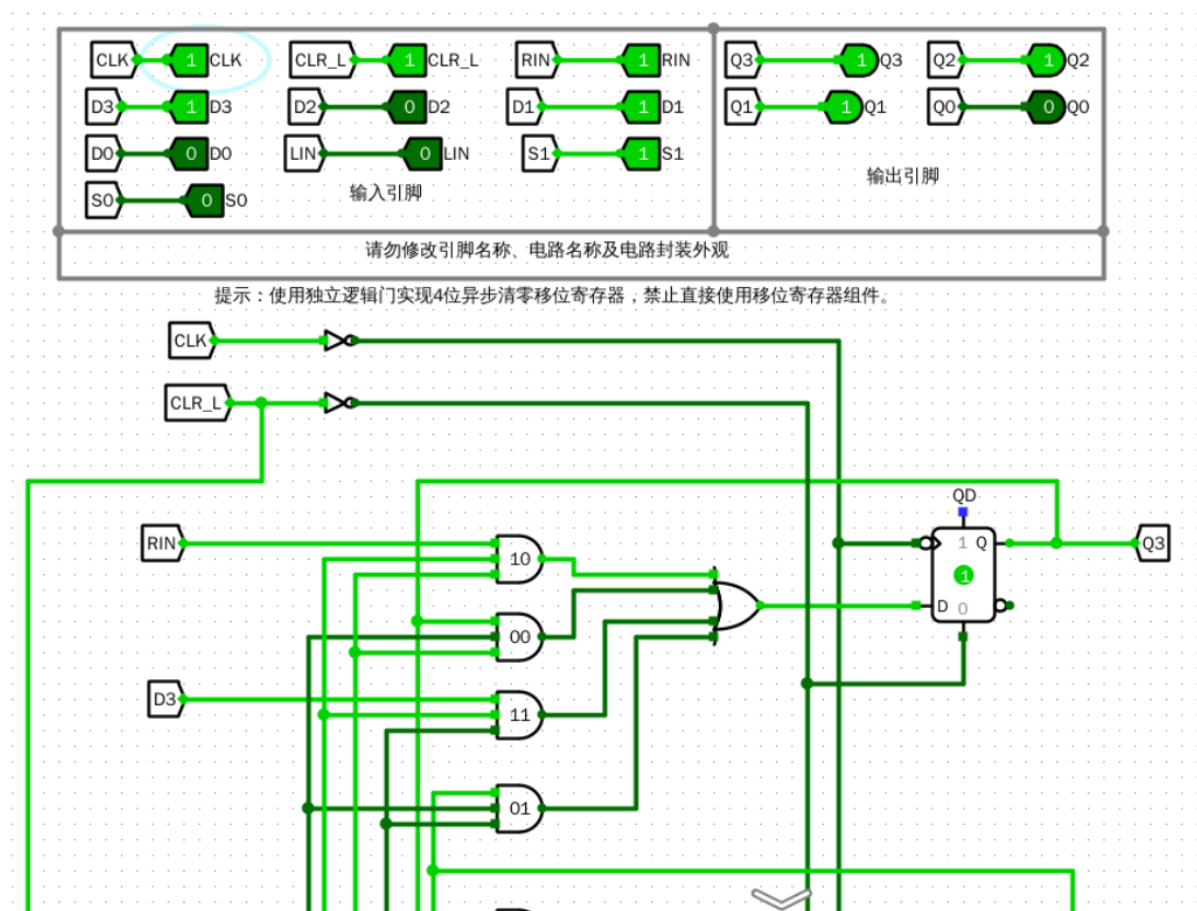 CLK 1 CLK CLR_L 1 CLR_L RIN 1 RIN Q3 1 Q3 Q2 1 Q2
D3 1 D3 D2 0 D2 D1 1 D1 Q1 1 Q1 Q0 0 Q0
D0 0 D0 LIN 0 LIN S1 1 S1
输出引脚
S0 0 S0 输入引脚
请勿修改引脚名称、电路名称及电路封装外观
提示：使用独立逻辑门实现4位异步清零移位寄存器，禁止直接使用移位寄存器组件。
CLK
CLR_L
QD
RIN 10 1 Q Q3
1
D 0
00
D3 11
01